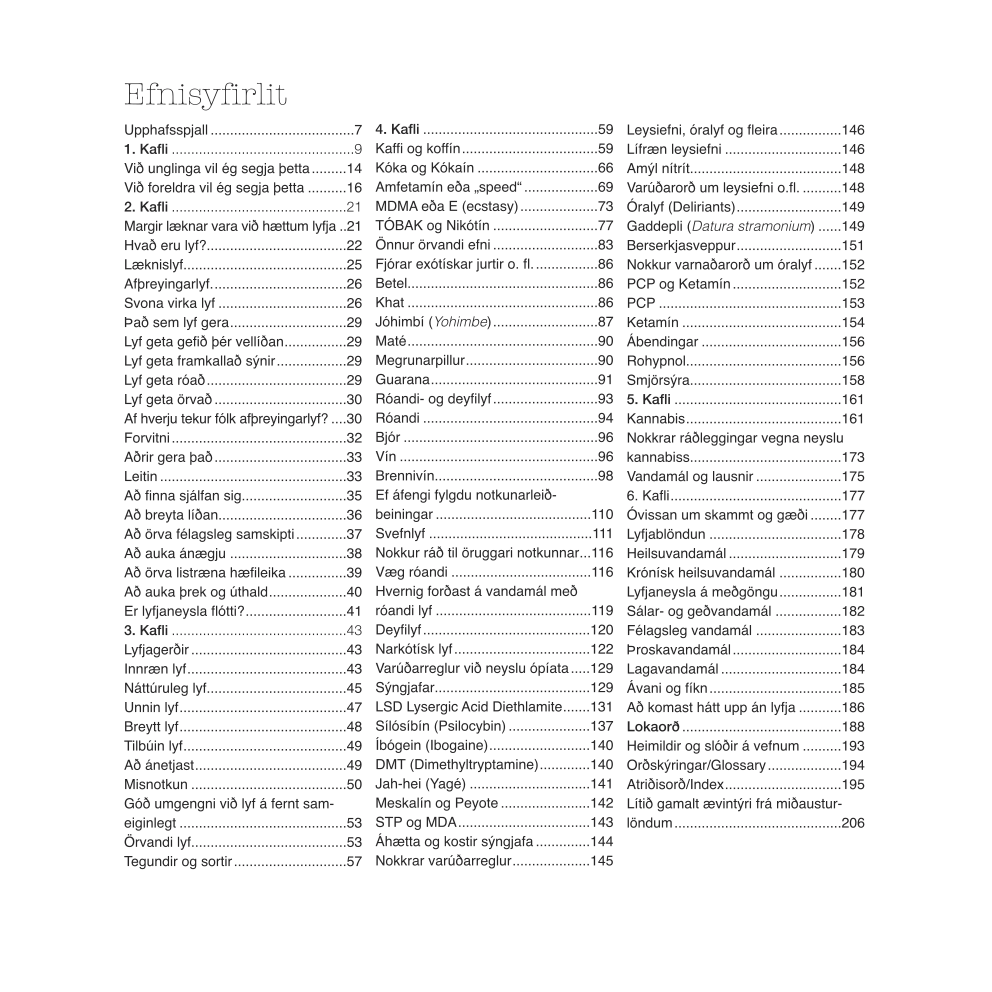 Efnisyfirlit
Upphafsspjall....................................7
1. Kafli ..............................................9
Við unglinga vil ég segja þetta.........14
Við foreldra vil ég segja þetta .........16
2. Kafli ............................................21
Margir læknar vara við hættum lyfja ..21
Hvað eru lyf?...................................22
Læknislyf.........................................25
Afþreyingarlyf..................................26
Svona virka lyf ................................26
Það sem lyf gera.............................29
Lyf geta gefið þér vellíðan................29
Lyf geta framkallað sýnir..................29
Lyf geta róað...................................29
Lyf geta örvað .................................30
Af hverju tekur fólk afþreyingarlyf? ....30
Forvitni............................................32
Aðrir gera það .................................33
Leitin ...............................................33
Að finna sjálfan sig..........................35
Að breyta líðan................................36
Að örva félagsleg samskipti.............37
Að auka ánægju ..............................38
Að örva listræna hæfileika...............39
Að auka þrek og úthald....................40
Er lyfjaneysla flótti?..........................41
3. Kafli ............................................43
Lyfjagerðir .......................................43
Innræn lyf........................................43
Náttúruleg lyf...................................45
Unnin lyf..........................................47
Breytt lyf..........................................48
Tilbúin lyf.........................................49
Að ánetjast......................................49
Misnotkun .......................................50
Góð umgengni við lyf á fernt sam-
eiginlegt ..........................................53
Örvandi lyf.......................................53
Tegundir og sortir............................57
4. Kafli ............................................59
Kaffi og koffín...................................59
Kóka og Kókaín ...............................66
Amfetamín eða „speed“...................69
MDMA eða E (ecstasy)....................73
TÓBAK og Nikótín ...........................77
Önnur örvandi efni ...........................83
Fjórar exótískar jurtir o. fl. ................86
Betel................................................86
Khat ................................................86
Jóhimbí (Yohimbe)...........................87
Maté................................................90
Megrunarpillur..................................90
Guarana...........................................91
Róandi- og deyfilyf...........................93
Róandi .............................................94
Bjór .................................................96
Vín ..................................................96
Brennivín..........................................98
Ef áfengi fylgdu notkunarleið-
beiningar .......................................110
Svefnlyf ..........................................111
Nokkur ráð til öruggari notkunnar...116
Væg róandi ....................................116
Hvernig forðast á vandamál með
róandi lyf ........................................119
Deyfilyf...........................................120
Narkótísk lyf...................................122
Varúðarreglur við neyslu ópíata.....129
Sýngjafar........................................129
LSD Lysergic Acid Diethlamite.......131
Sílósíbín (Psilocybin) .....................137
Íbógein (Ibogaine)..........................140
DMT (Dimethyltryptamine).............140
Jah-hei (Yagé) ...............................141
Meskalín og Peyote .......................142
STP og MDA..................................143
Áhætta og kostir sýngjafa ..............144
Nokkrar varúðarreglur....................145
Leysiefni, óralyf og fleira................146
Lífræn leysiefni ..............................146
Amýl nítrít.......................................148
Varúðarorð um leysiefni o.fl. ..........148
Óralyf (Deliriants)...........................149
Gaddepli (Datura stramonium) ......149
Berserkjasveppur...........................151
Nokkur varnaðarorð um óralyf .......152
PCP og Ketamín ............................152
PCP ...............................................153
Ketamín .........................................154
Ábendingar ....................................156
Rohypnol........................................156
Smjörsýra.......................................158
5. Kafli ...........................................161
Kannabis........................................161
Nokkrar ráðleggingar vegna neyslu
kannabiss.......................................173
Vandamál og lausnir ......................175
6. Kafli............................................177
Óvissan um skammt og gæði ........177
Lyfjablöndun ..................................178
Heilsuvandamál .............................179
Krónísk heilsuvandamál ................180
Lyfjaneysla á meðgöngu................181
Sálar- og geðvandamál .................182
Félagsleg vandamál ......................183
Þroskavandamál............................184
Lagavandamál ...............................184
Ávani og fíkn..................................185
Að komast hátt upp án lyfja ...........186
Lokaorð .........................................188
Heimildir og slóðir á vefnum ..........193
Orðskýringar/Glossary ...................194
Atriðisorð/Index..............................195
Lítið gamalt ævintýri frá miðaustur-
löndum...........................................206